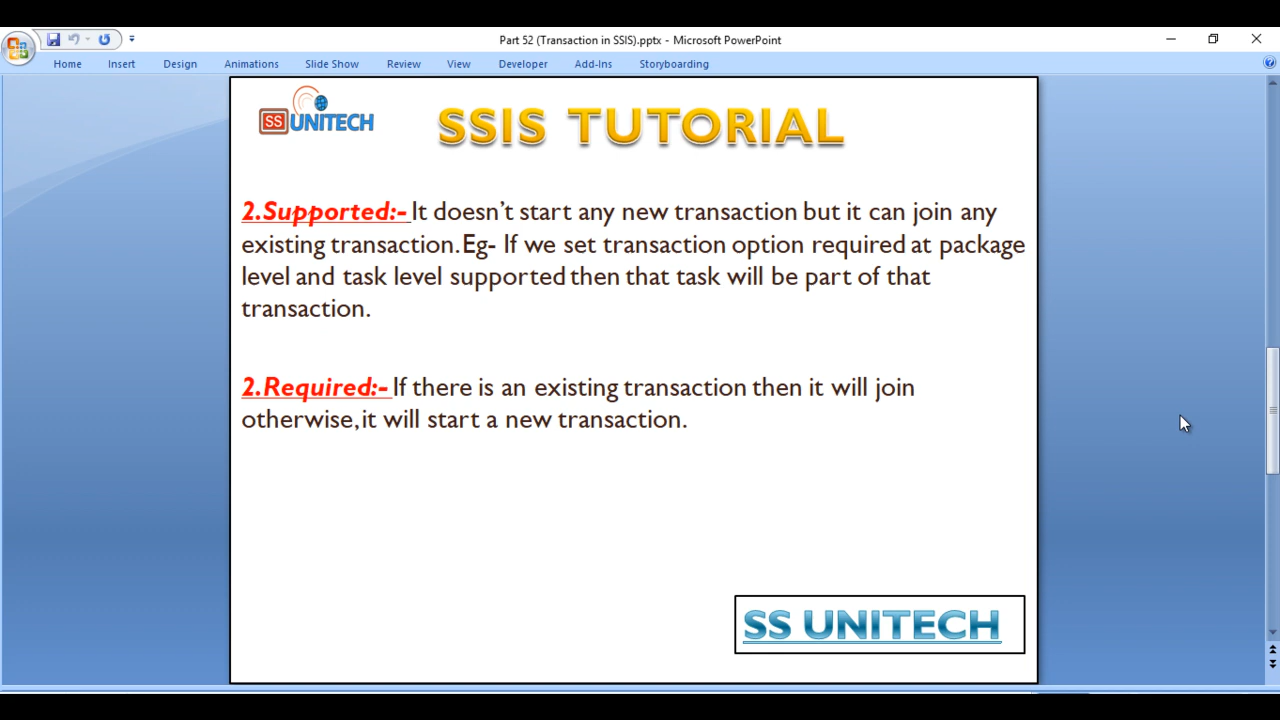 Part 52 (Transaction in SSIS).pptx - Microsoft PowerPoint
Home Insert Design Animations Slide Show Review View Developer Add-Ins Storyboarding
SS UNITECH
SSIS TUTORIAL
2.Supported:- It doesn’t start any new transaction but it can join any
existing transaction.Eg- If we set transaction option required at package
level and task level supported then that task will be part of that
transaction.
2.Required:- If there is an existing transaction then it will join
otherwise,it will start a new transaction.
SS UNITECH